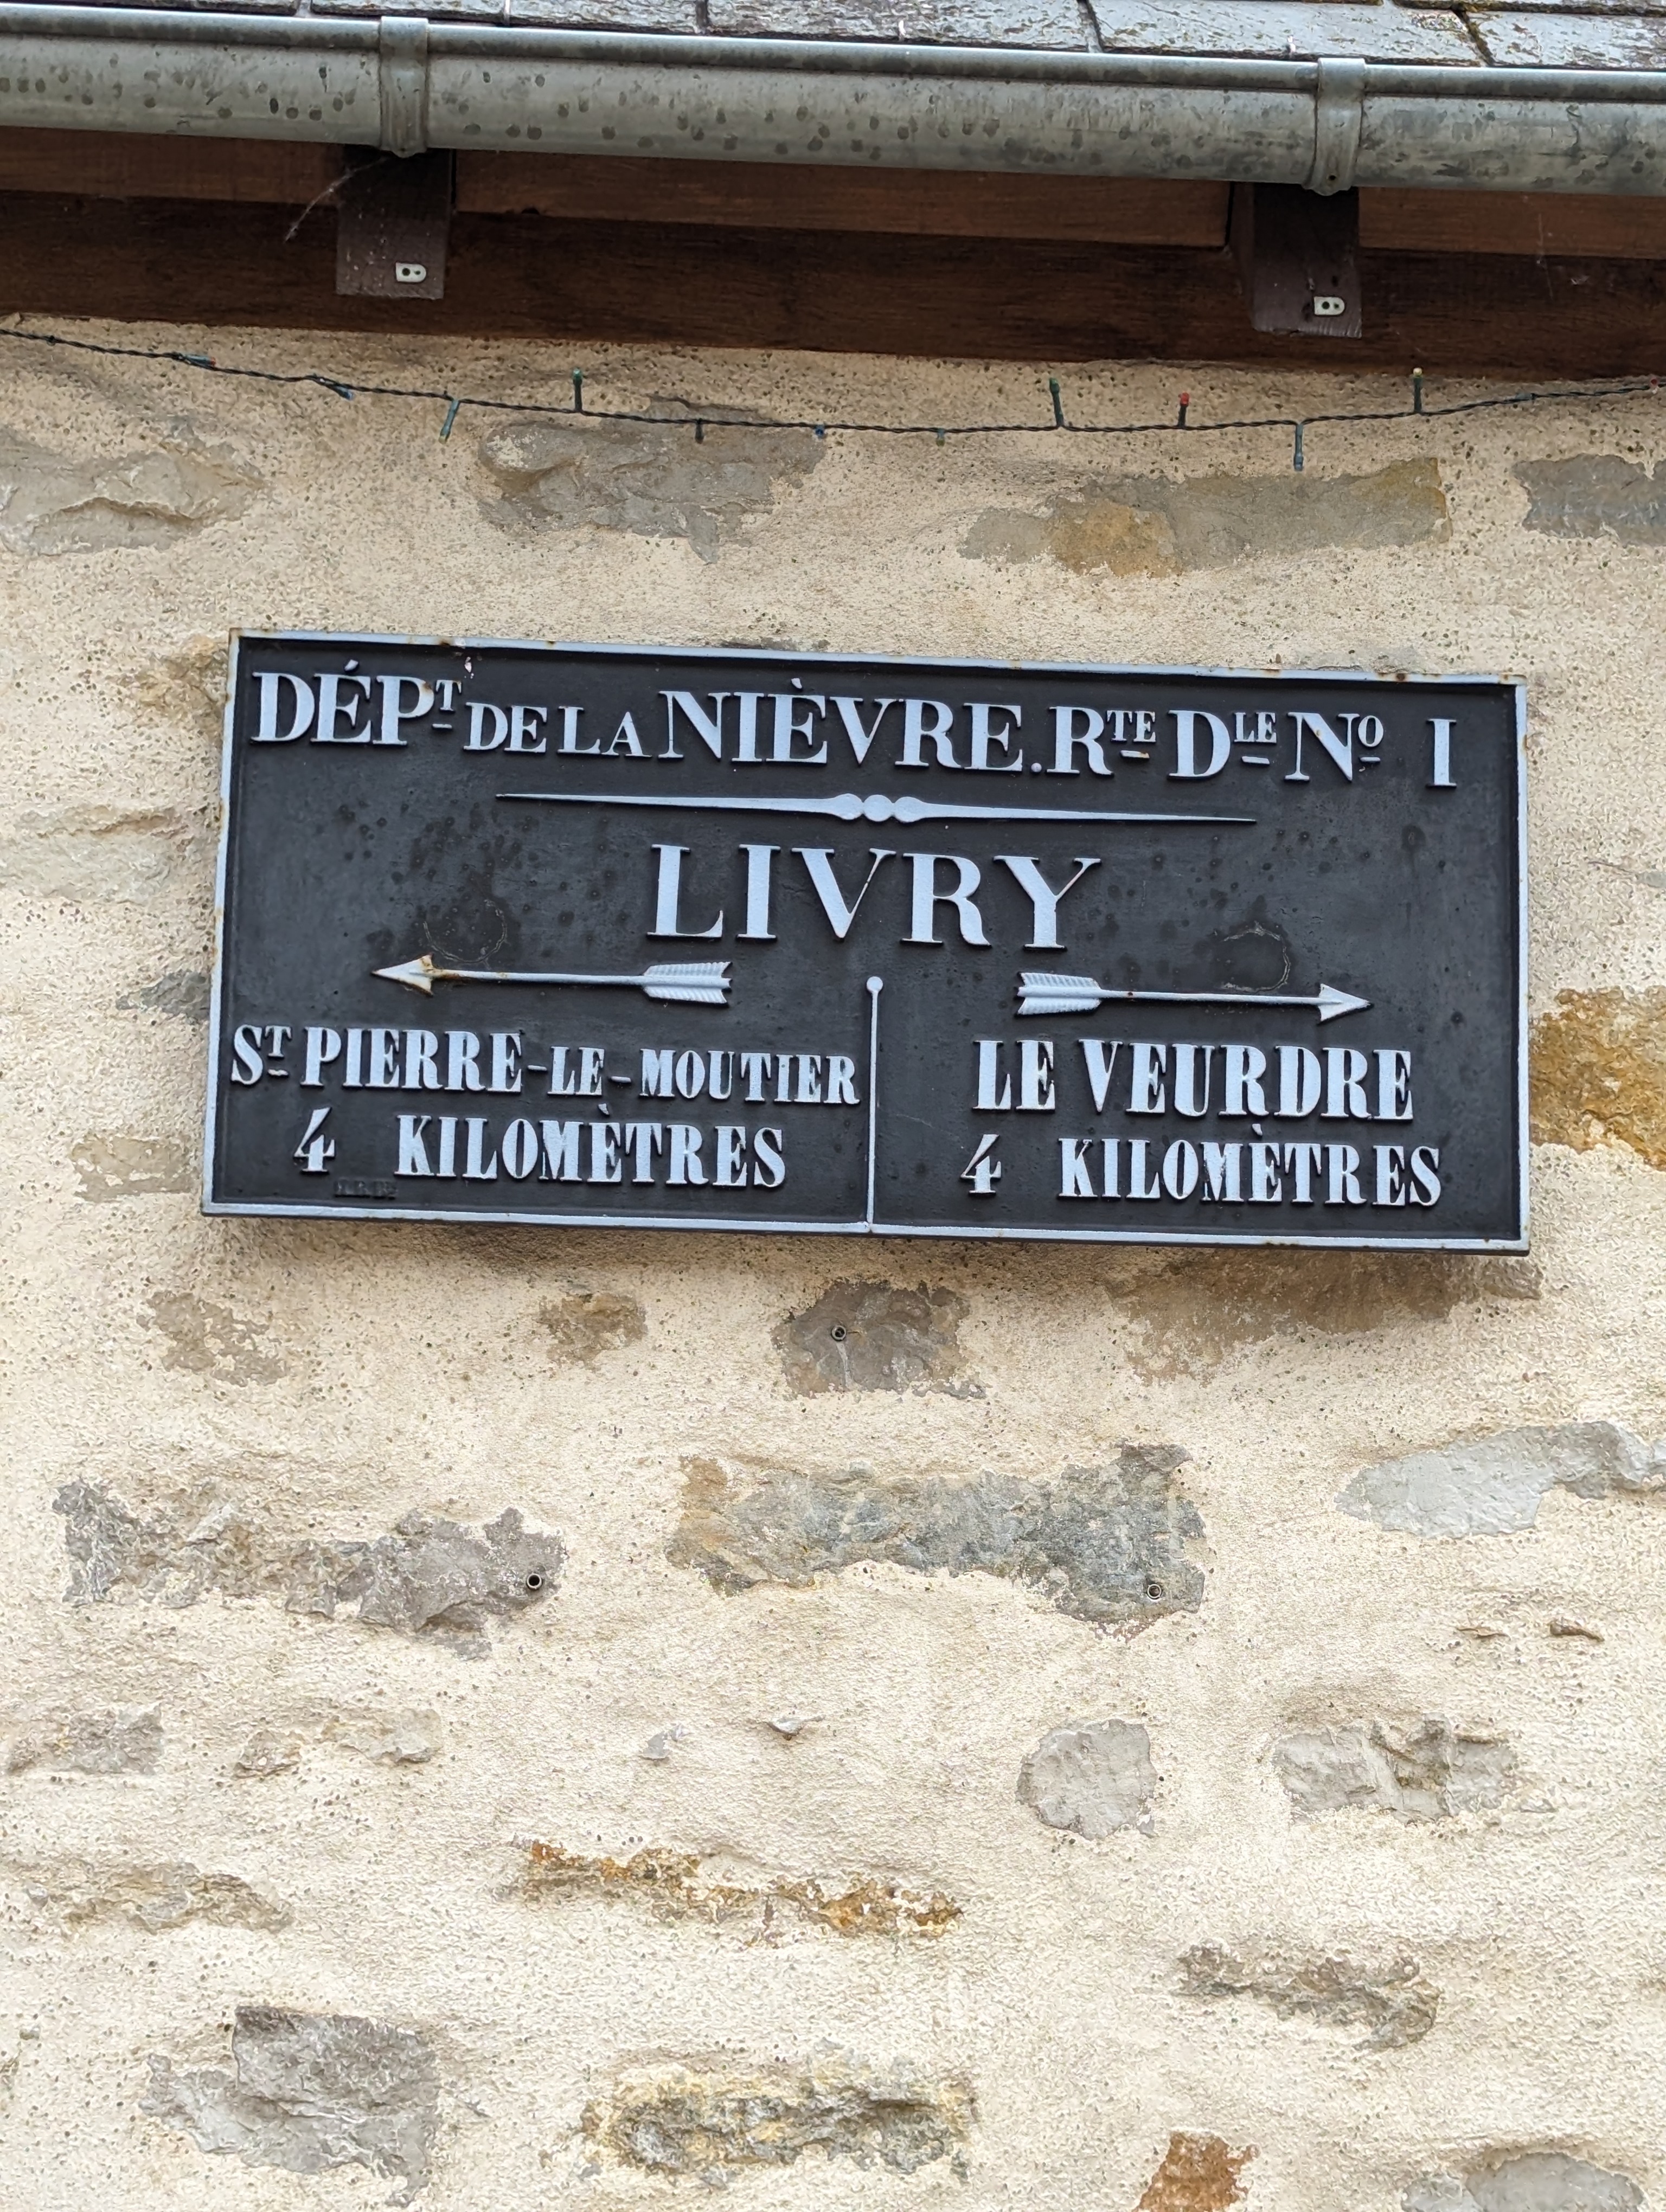 DÉPT DE LA NIÈVRE. RTE DLE NO 1
LIVRY
ST PIERRE-LE-MOUTIER
4 KILOMÈTRES
LE VEURDRE
4 KILOMÈTRES